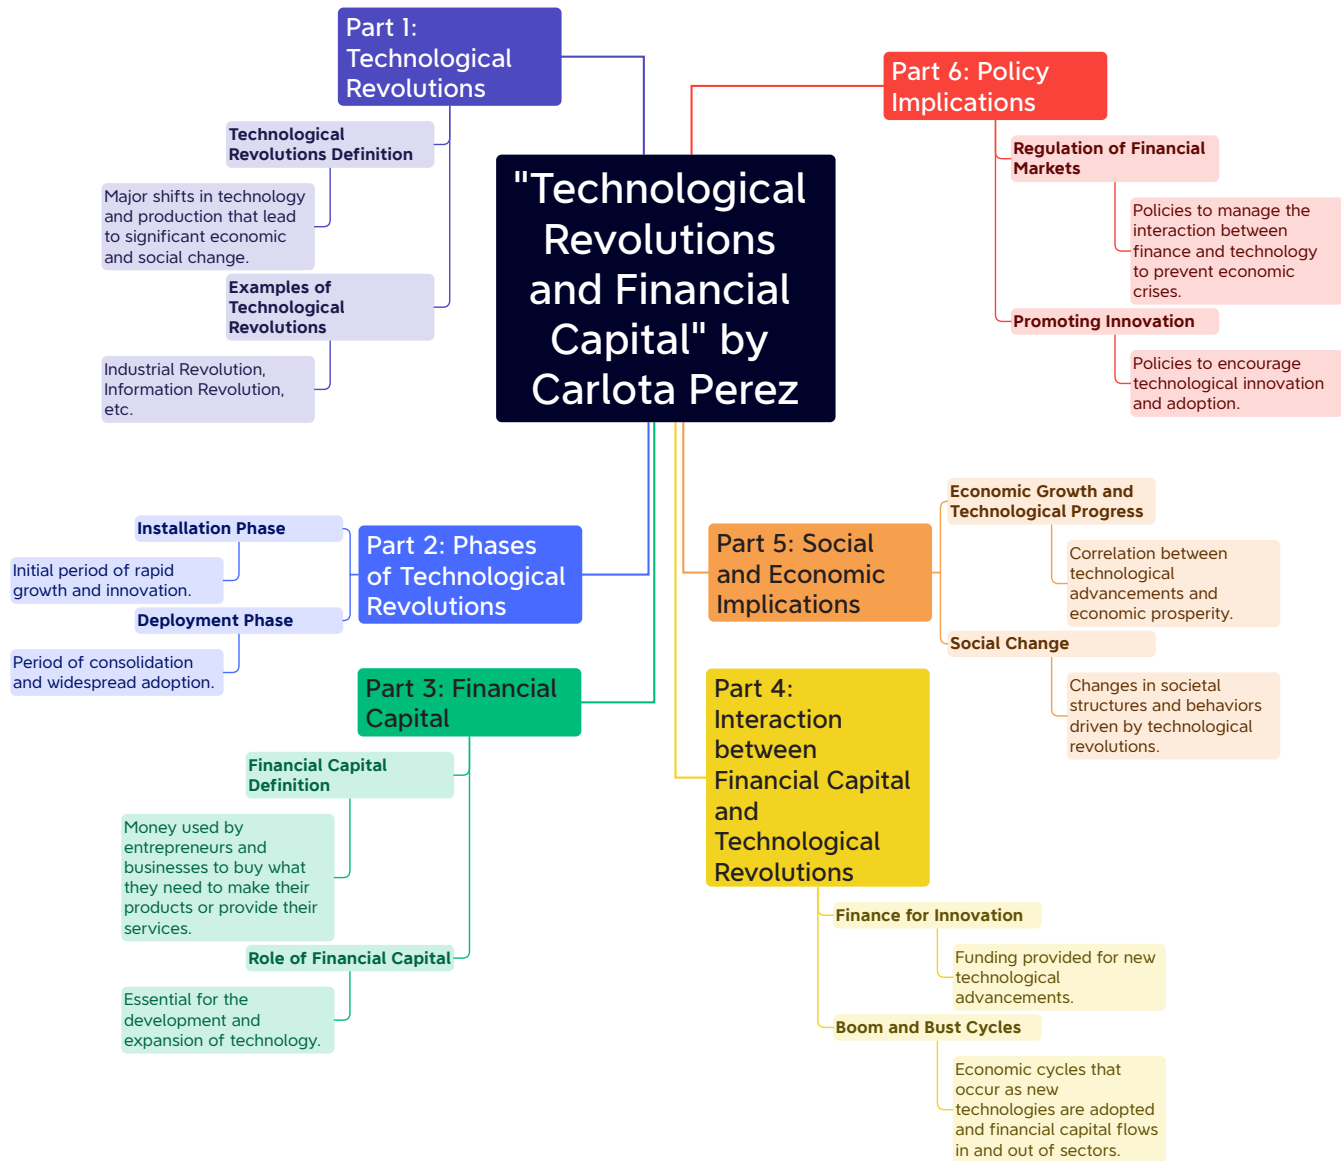 "Technological
Revolutions
and Financial
Capital" by
Carlota Perez
Part 1:
Technological
Revolutions
Technological
Revolutions Definition
Major shifts in technology
and production that lead
to significant economic
and social change.
Examples of
Technological
Revolutions
Industrial Revolution,
Information Revolution,
etc.
Part 2: Phases
of Technological
Revolutions
Installation Phase
Initial period of rapid
growth and innovation.
Deployment Phase
Period of consolidation
and widespread adoption.
Part 3: Financial
Capital
Financial Capital
Definition
Money used by
entrepreneurs and
businesses to buy what
they need to make their
products or provide their
services.
Role of Financial Capital
Essential for the
development and
expansion of technology.
Part 4:
Interaction
between
Financial Capital
and
Technological
Revolutions
Finance for Innovation
Funding provided for new
technological
advancements.
Boom and Bust Cycles
Economic cycles that
occur as new
technologies are adopted
and financial capital flows
in and out of sectors.
Part 5: Social
and Economic
Implications
Economic Growth and
Technological Progress
Correlation between
technological
advancements and
economic prosperity.
Social Change
Changes in societal
structures and behaviors
driven by technological
revolutions.
Part 6: Policy
Implications
Regulation of Financial
Markets
Policies to manage the
interaction between
finance and technology
to prevent economic
crises.
Promoting Innovation
Policies to encourage
technological innovation
and adoption.